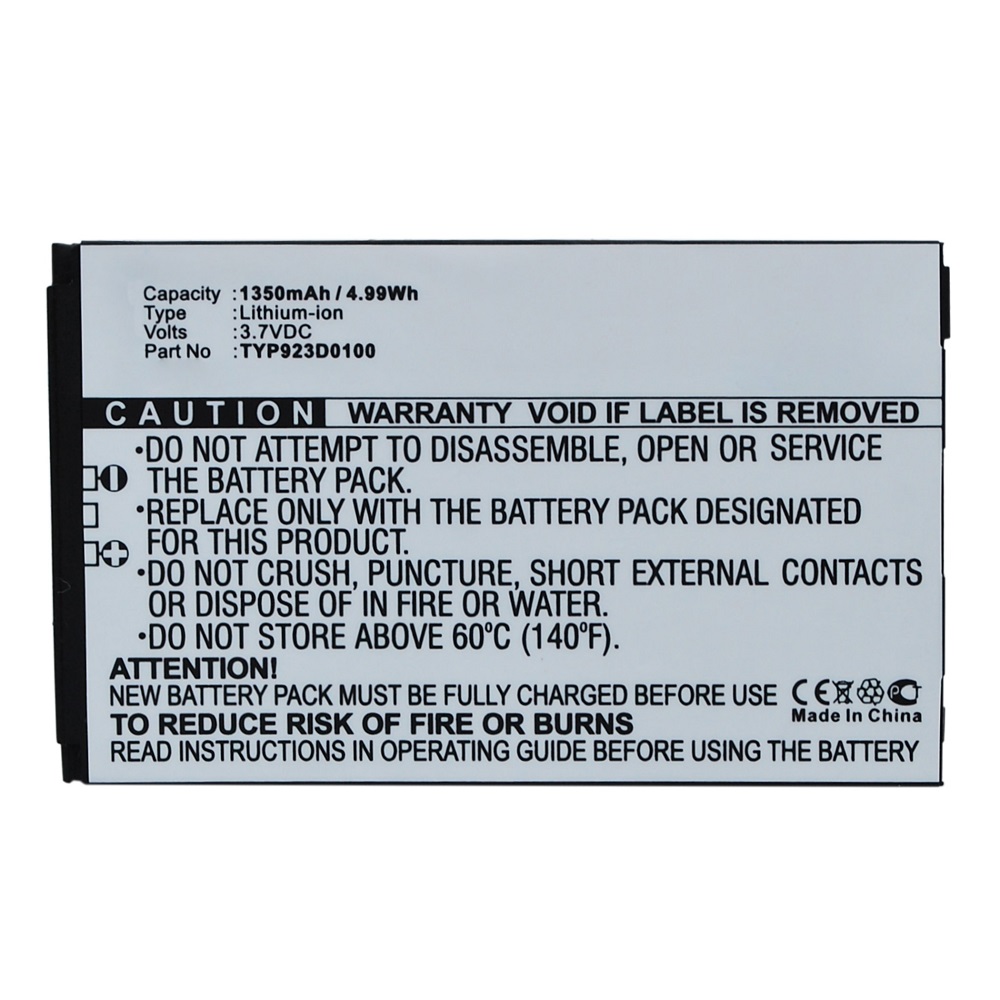 Capacity :1350mAh / 4.99Wh
Type :Lithium-ion
Volts :3.7VDC
Part No :TYP923D0100
CAUTION WARRANTY VOID IF LABEL IS REMOVED
•DO NOT ATTEMPT TO DISASSEMBLE, OPEN OR SERVICE
THE BATTERY PACK.
•REPLACE ONLY WITH THE BATTERY PACK DESIGNATED
FOR THIS PRODUCT.
•DO NOT CRUSH, PUNCTURE, SHORT EXTERNAL CONTACTS
OR DISPOSE OF IN FIRE OR WATER.
•DO NOT STORE ABOVE 60ºC (140ºF).
ATTENTION:
NEW BATTERY PACK MUST BE FULLY CHARGED BEFORE USE
CE
Made In China
TO REDUCE RISK OF FIRE OR BURNS
READ INSTRUCTIONS IN OPERATING GUIDE BEFORE USING THE BATTERY